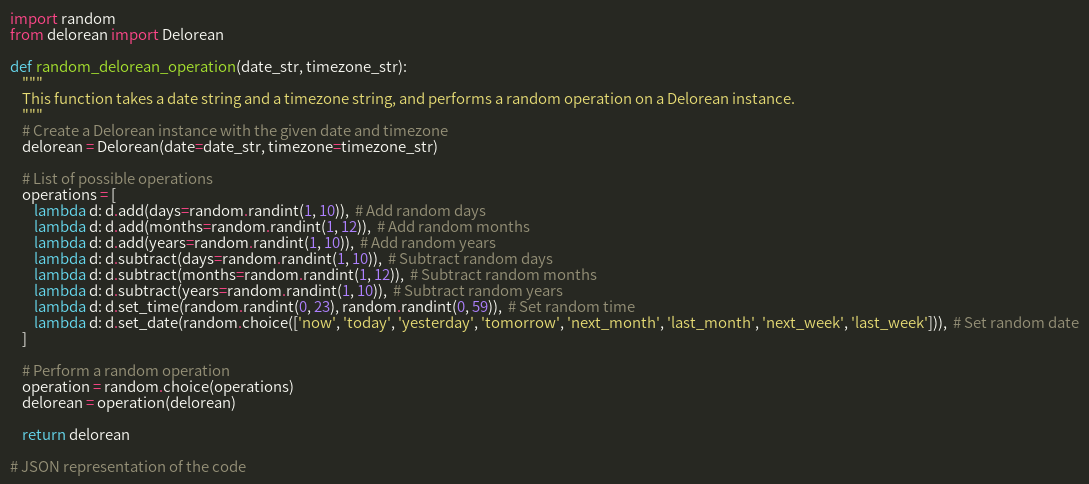 import random
from delorean import Delorean

def random_delorean_operation(date_str, timezone_str):
    """
    This function takes a date string and a timezone string, and performs a random operation on a Delorean instance.
    """
    # Create a Delorean instance with the given date and timezone
    delorean = Delorean(date=date_str, timezone=timezone_str)

    # List of possible operations
    operations = [
        lambda d: d.add(days=random.randint(1, 10)),  # Add random days
        lambda d: d.add(months=random.randint(1, 12)),  # Add random months
        lambda d: d.add(years=random.randint(1, 10)),  # Add random years
        lambda d: d.subtract(days=random.randint(1, 10)),  # Subtract random days
        lambda d: d.subtract(months=random.randint(1, 12)),  # Subtract random months
        lambda d: d.subtract(years=random.randint(1, 10)),  # Subtract random years
        lambda d: d.set_time(random.randint(0, 23), random.randint(0, 59)),  # Set random time
        lambda d: d.set_date(random.choice(['now', 'today', 'yesterday', 'tomorrow', 'next_month', 'last_month', 'next_week', 'last_week'])),  # Set random date
    ]

    # Perform a random operation
    operation = random.choice(operations)
    delorean = operation(delorean)

    return delorean

# JSON representation of the code